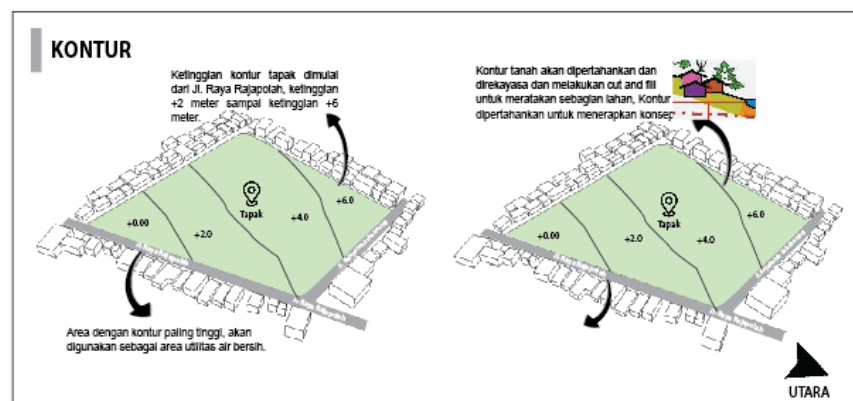 KONTUR
Ketinggian kontur tapak dimulai
dari Jl. Raya Rajapolah, ketinggian
+2 meter sampai ketinggian +6
meter.
+0.00
+2.0
Tapak
+4.0
+6.0
Area dengan kontur paling tinggi, akan
digunakan sebagai area utilitas air bersih.
Kontur tanah akan dipertahankan dan
direkayasa dan melakukan cut and fill
untuk meratakan sebagian lahan, Kontur
dipertahankan untuk menerapkan konsep
+0.00
+2.0
Tapak
+4.0
+6.0
UTARA